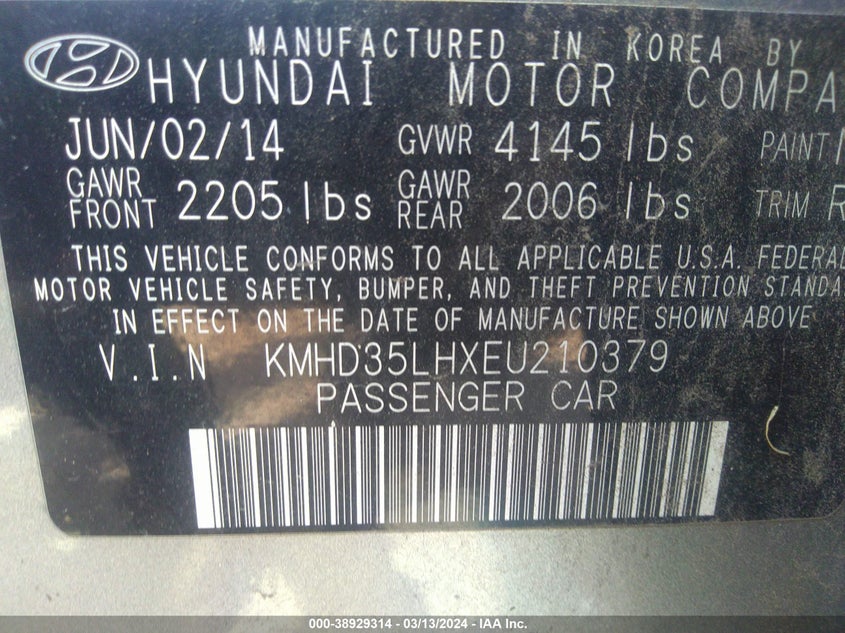 MANUFACTURED IN KOREA BY
HYUNDAI MOTOR COMPA
JUN/02/14 GVWR 4145 lbs PAINT
GAWR FRONT 2205 lbs GAWR REAR 2006 lbs TRIM R
THIS VEHICLE CONFORMS TO ALL APPLICABLE U.S.A. FEDERAL
MOTOR VEHICLE SAFETY, BUMPER, AND THEFT PREVENTION STANDA
IN EFFECT ON THE DATE OF MANUFACTURE SHOWN ABOVE
V.I.N KMHD35LHXEU210379
PASSENGER CAR
000-38929314 - 03/13/2024 - IAA Inc.